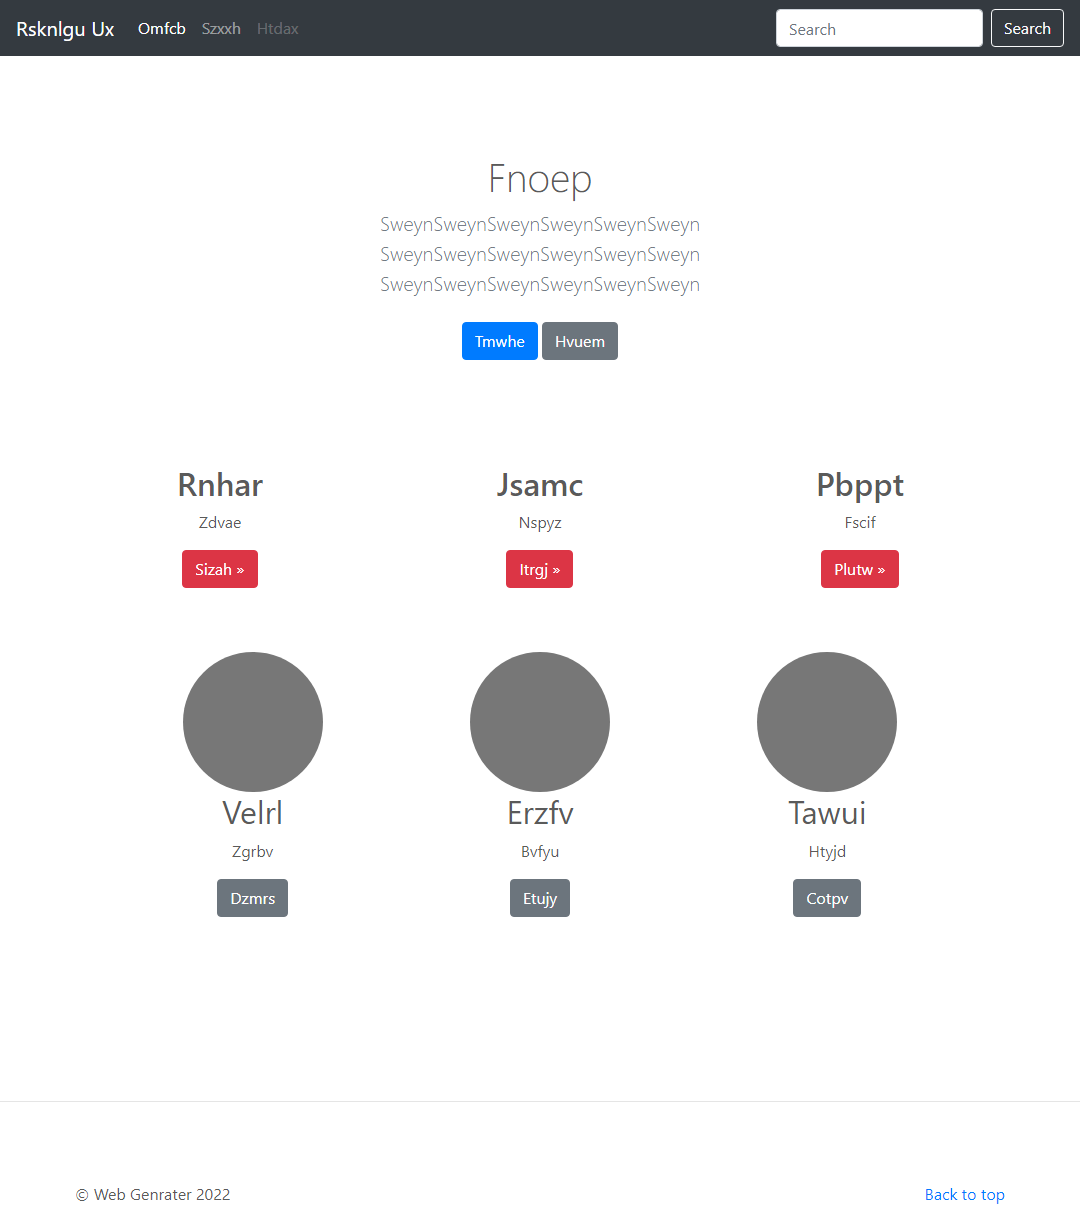 Rsknlgu Ux Omfcb Szxxh Htdax Search Search
Fnoep
SweynSweynSweynSweynSweynSweyn
SweynSweynSweynSweynSweynSweyn
SweynSweynSweynSweynSweynSweyn
Tmwhe Hvuem
Rnhar Jsamc Pbppt
Zdvae Nspyz Fscif
Sizah » Itrgj » Plutw »
Velrl Erzfv Tawui
Zgrbv Bvfyu Htyjd
Dzmrs Etujy Cotpv
© Web Genrater 2022 Back to top